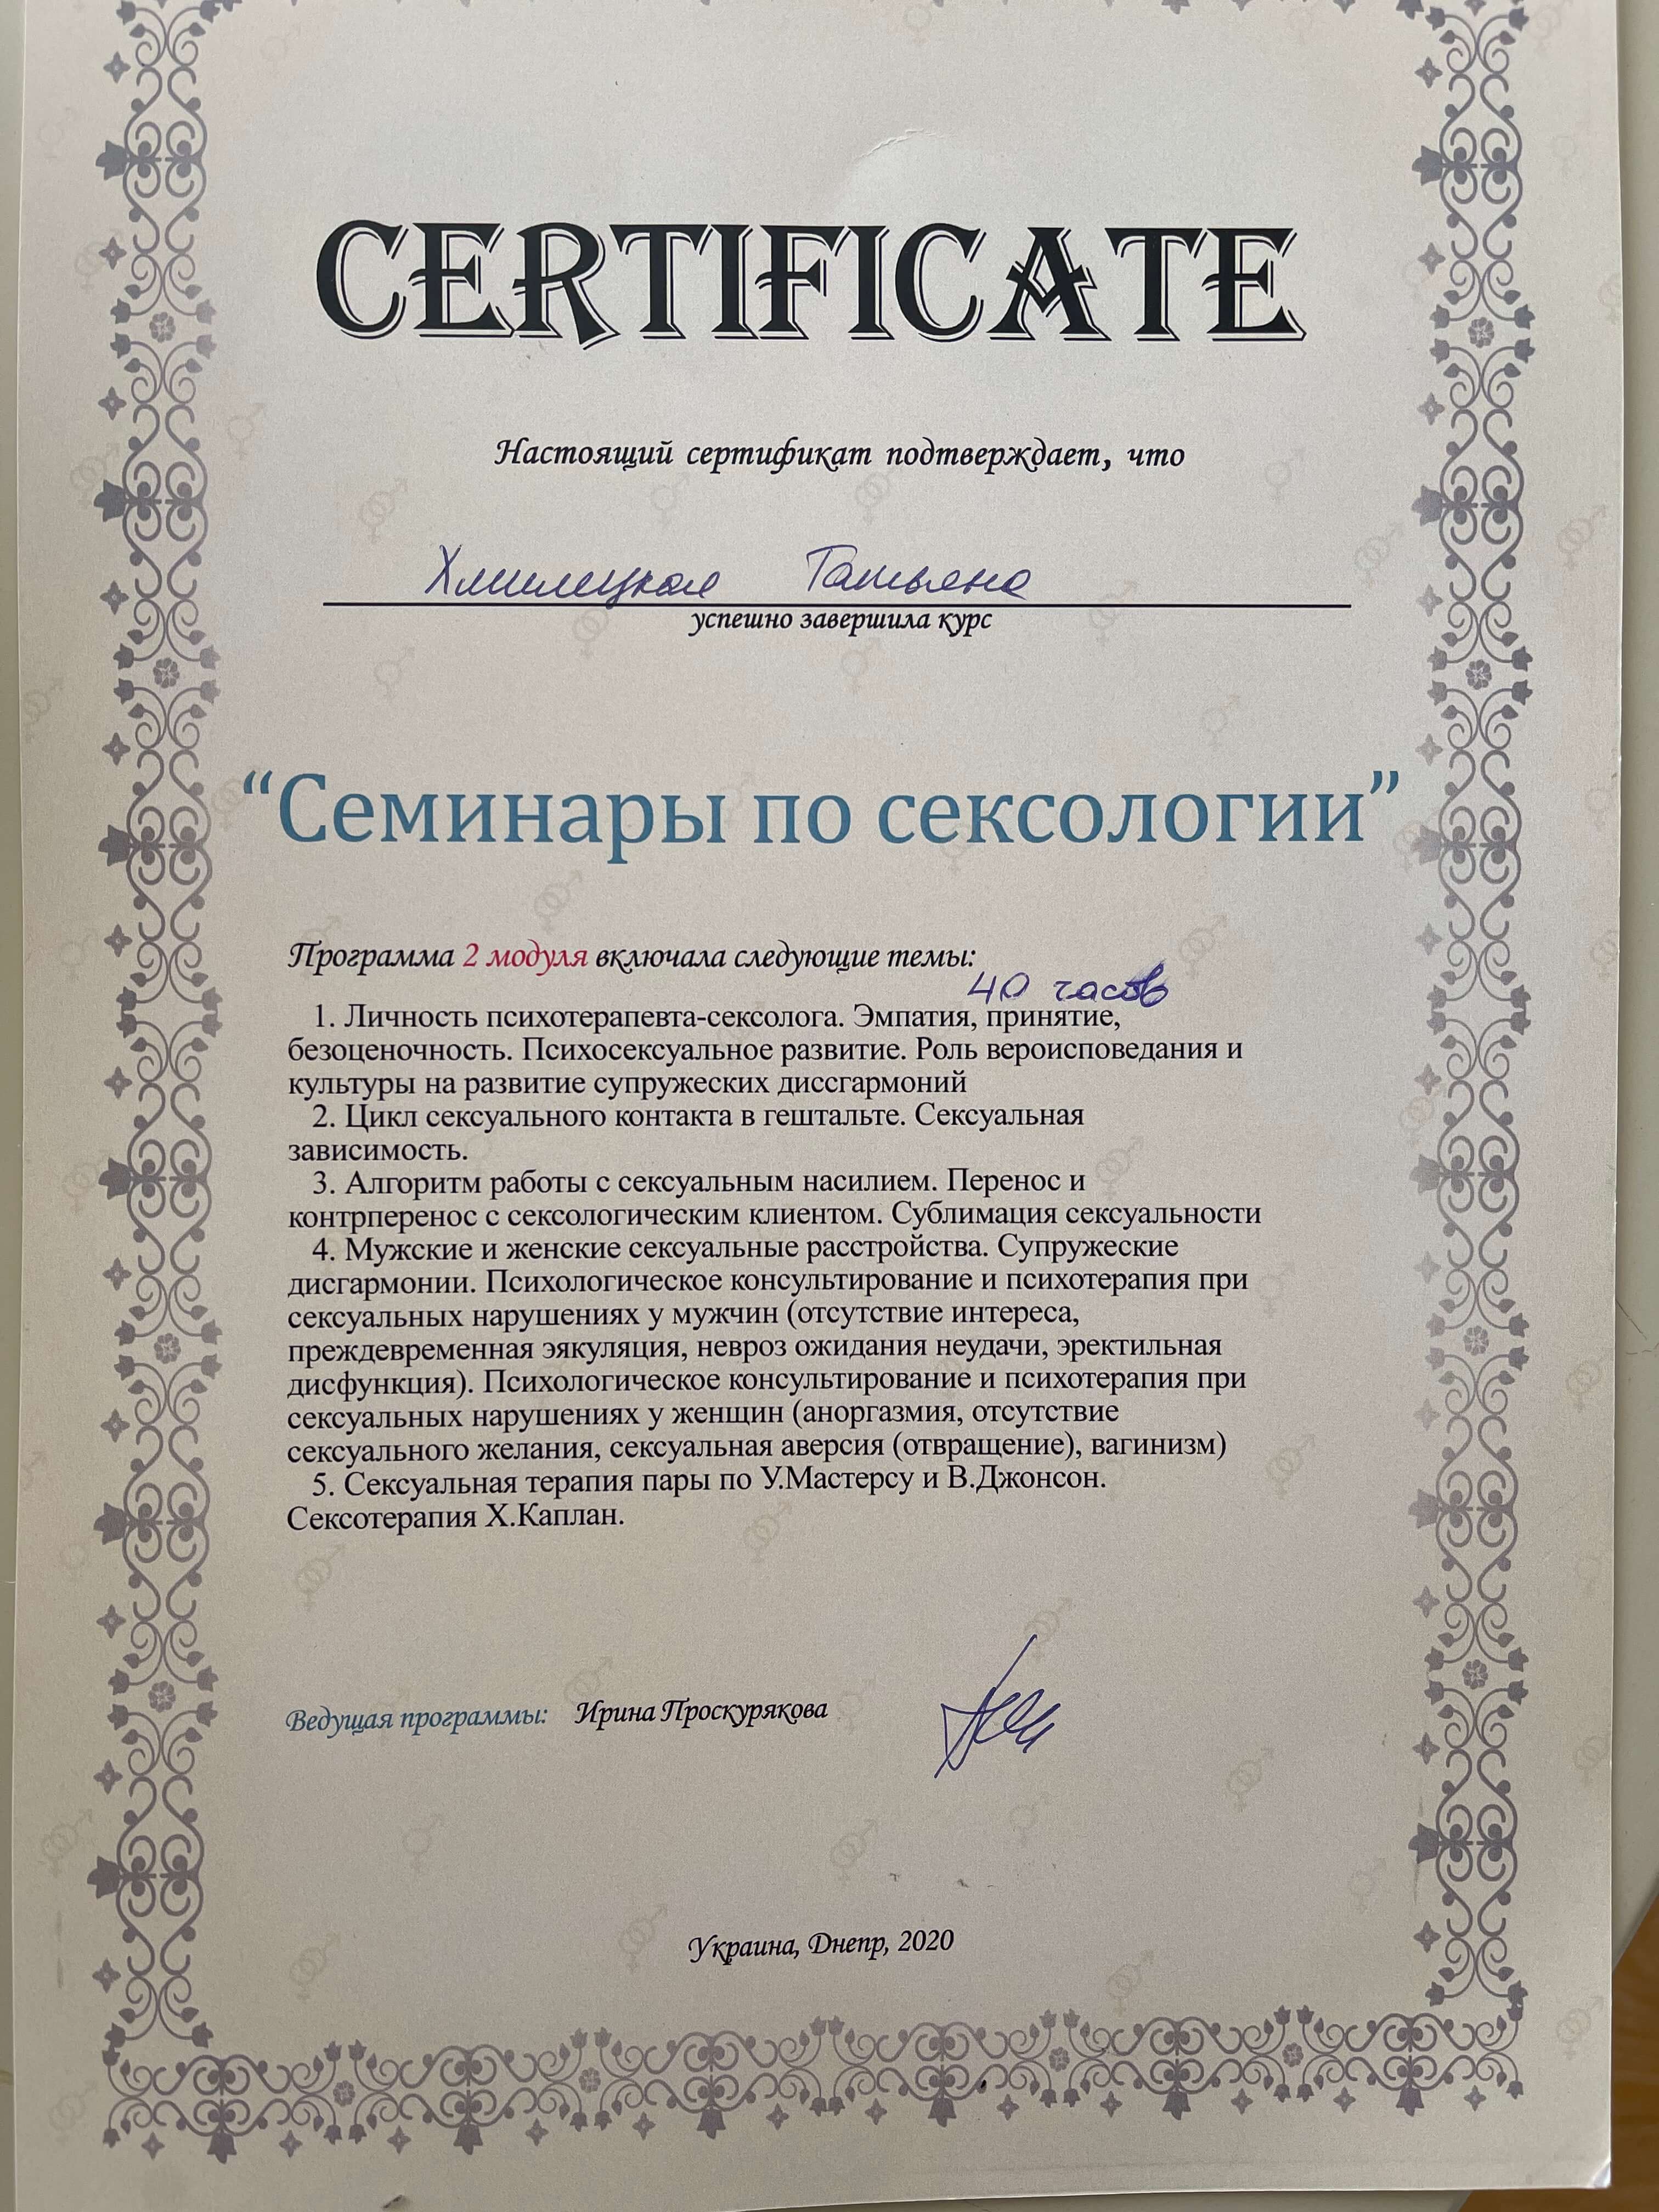 CERTIFICATE
Настоящий сертификат подтверждает, что
Хмилецкая Татьяна
успешно завершила курс
“Семинары по сексологии”
Программа 2 модуля включала следующие темы:
40 часов
1. Личность психотерапевта-сексолога. Эмпатия, принятие,
безоценочность. Психосексуальное развитие. Роль вероисповедания и
культуры на развитие супружеских диссгармоний
2. Цикл сексуального контакта в гештальте. Сексуальная
зависимость.
3. Алгоритм работы с сексуальным насилием. Перенос и
контрперенос с сексологическим клиентом. Сублимация сексуальности
4. Мужские и женские сексуальные расстройства. Супружеские
дисгармонии. Психологическое консультирование и психотерапия при
сексуальных нарушениях у мужчин (отсутствие интереса,
преждевременная эякуляция, невроз ожидания неудачи, эректильная
дисфункция). Психологическое консультирование и психотерапия при
сексуальных нарушениях у женщин (аноргазмия, отсутствие
сексуального желания, сексуальная аверсия (отвращение), вагинизм)
5. Сексуальная терапия пары по У.Мастерсу и В.Джонсон.
Сексотерапия Х.Каплан.
Ведущая программы: Ирина Проскурякова
Украина, Днепр, 2020